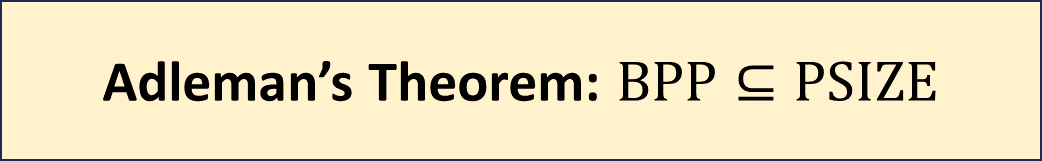 Adleman’s Theorem: BPP ⊆ PSIZE